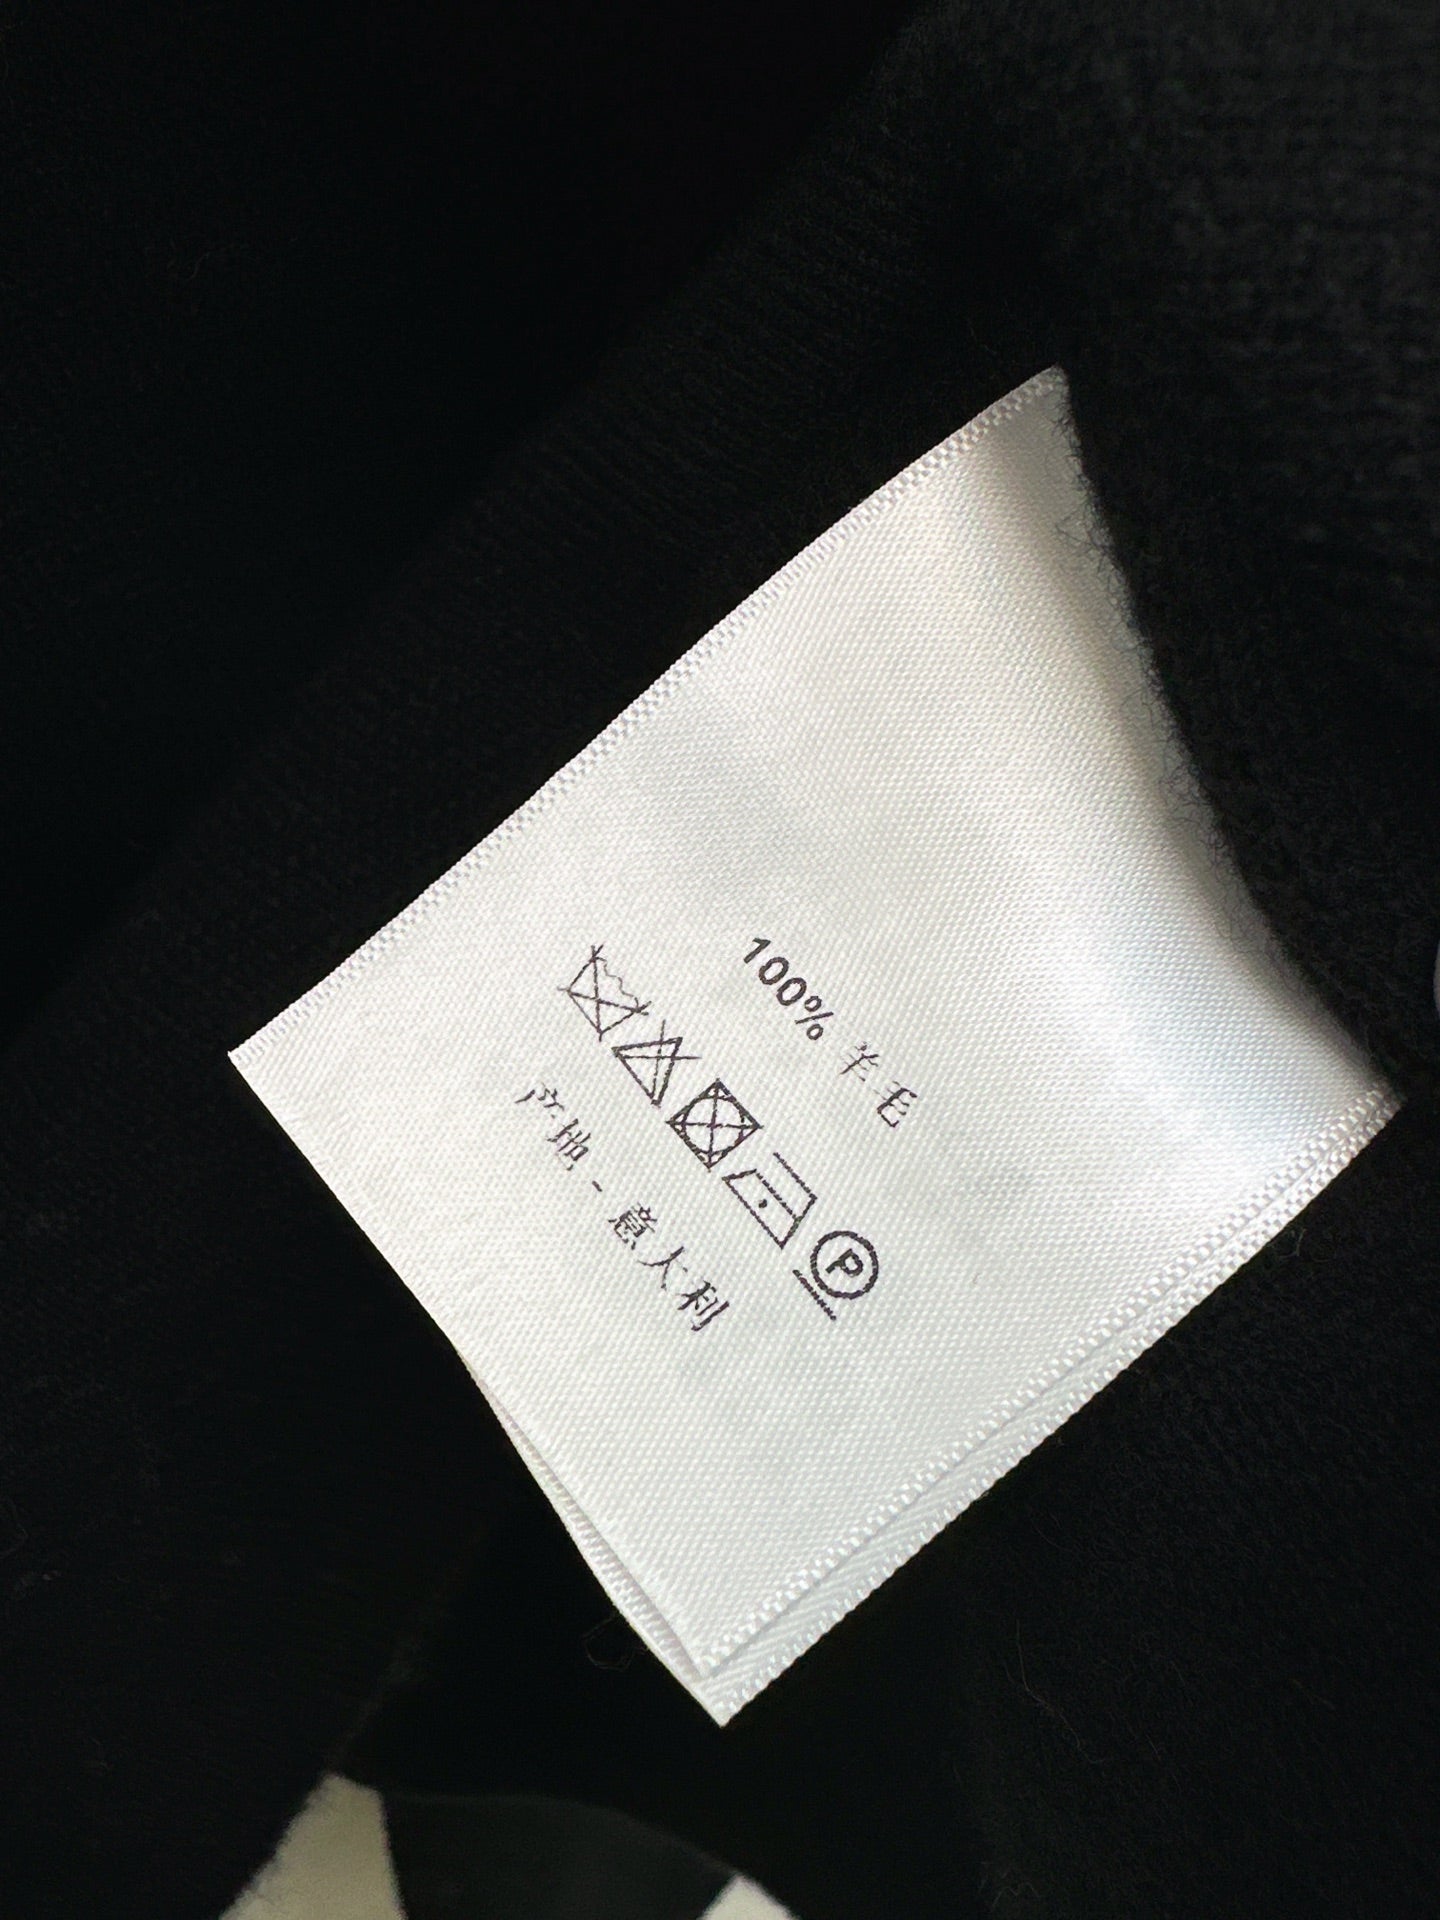 100% 羊毛
P
产地 - 意大利